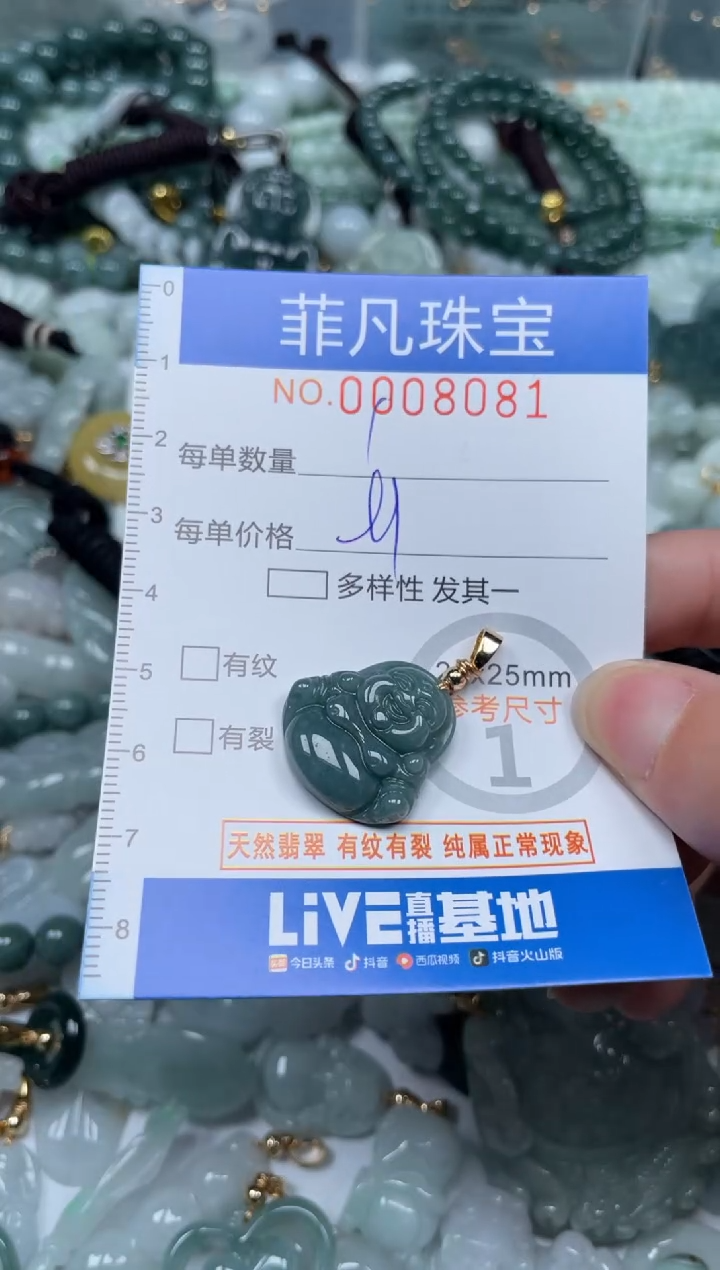 0
1
2
3
4
5
6
7
8
菲凡珠宝
NO.0008081
每单数量
每单价格
多样性 发其一
有纹
x25mm
参考尺寸
有裂
1
天然翡翠 有纹有裂 纯属正常现象
LiVE直播基地
头条 今日头条 抖音 西瓜视频 抖音火山版